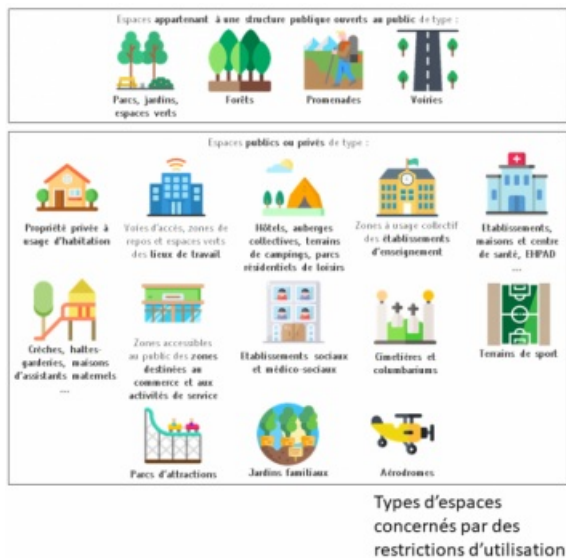 Espaces appartenant à une structure publique ouverts au public de type :
Parcs, jardins,
espaces verts
Forêts
Promenades
Voiries
Espaces publics ou privés de type :
Propriété privée à
usage d'habitation
Voies d'accès, zones de
repos et espaces verts
des lieux de travail
Hôtels, auberges
collectives, terrains
de campings, parcs
résidentiels de loisirs
Zones à usage collectif
des établissements
d'enseignement
Etablissements,
maisons et centre
de santé, EHPAD
...
Crèches, haltes-
garderies, maisons
d'assistants maternels
...
Zones accessibles
au public des zones
destinées au
commerce et aux
activités de service
Etablissements sociaux
et médico-sociaux
Cimetières et
columbariums
Terrains de sport
Parcs d'attractions
Jardins familiaux
Aérodromes
Types d'espaces
concernés par des
restrictions d'utilisation